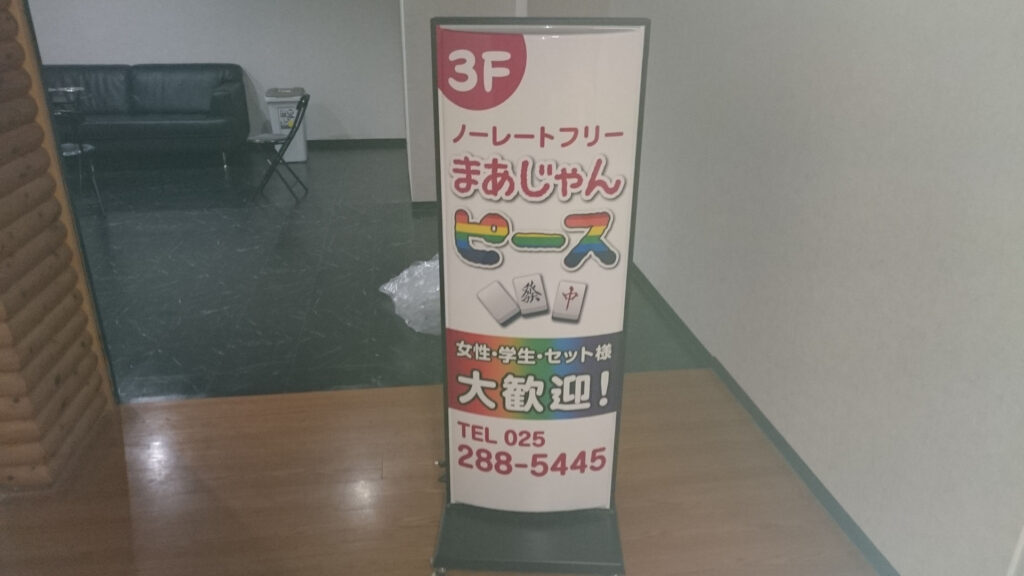 3F
ノーレートフリー
まあじゃん
ピース
發 中
女性・学生・セット様
大歓迎!
TEL 025
288-5445